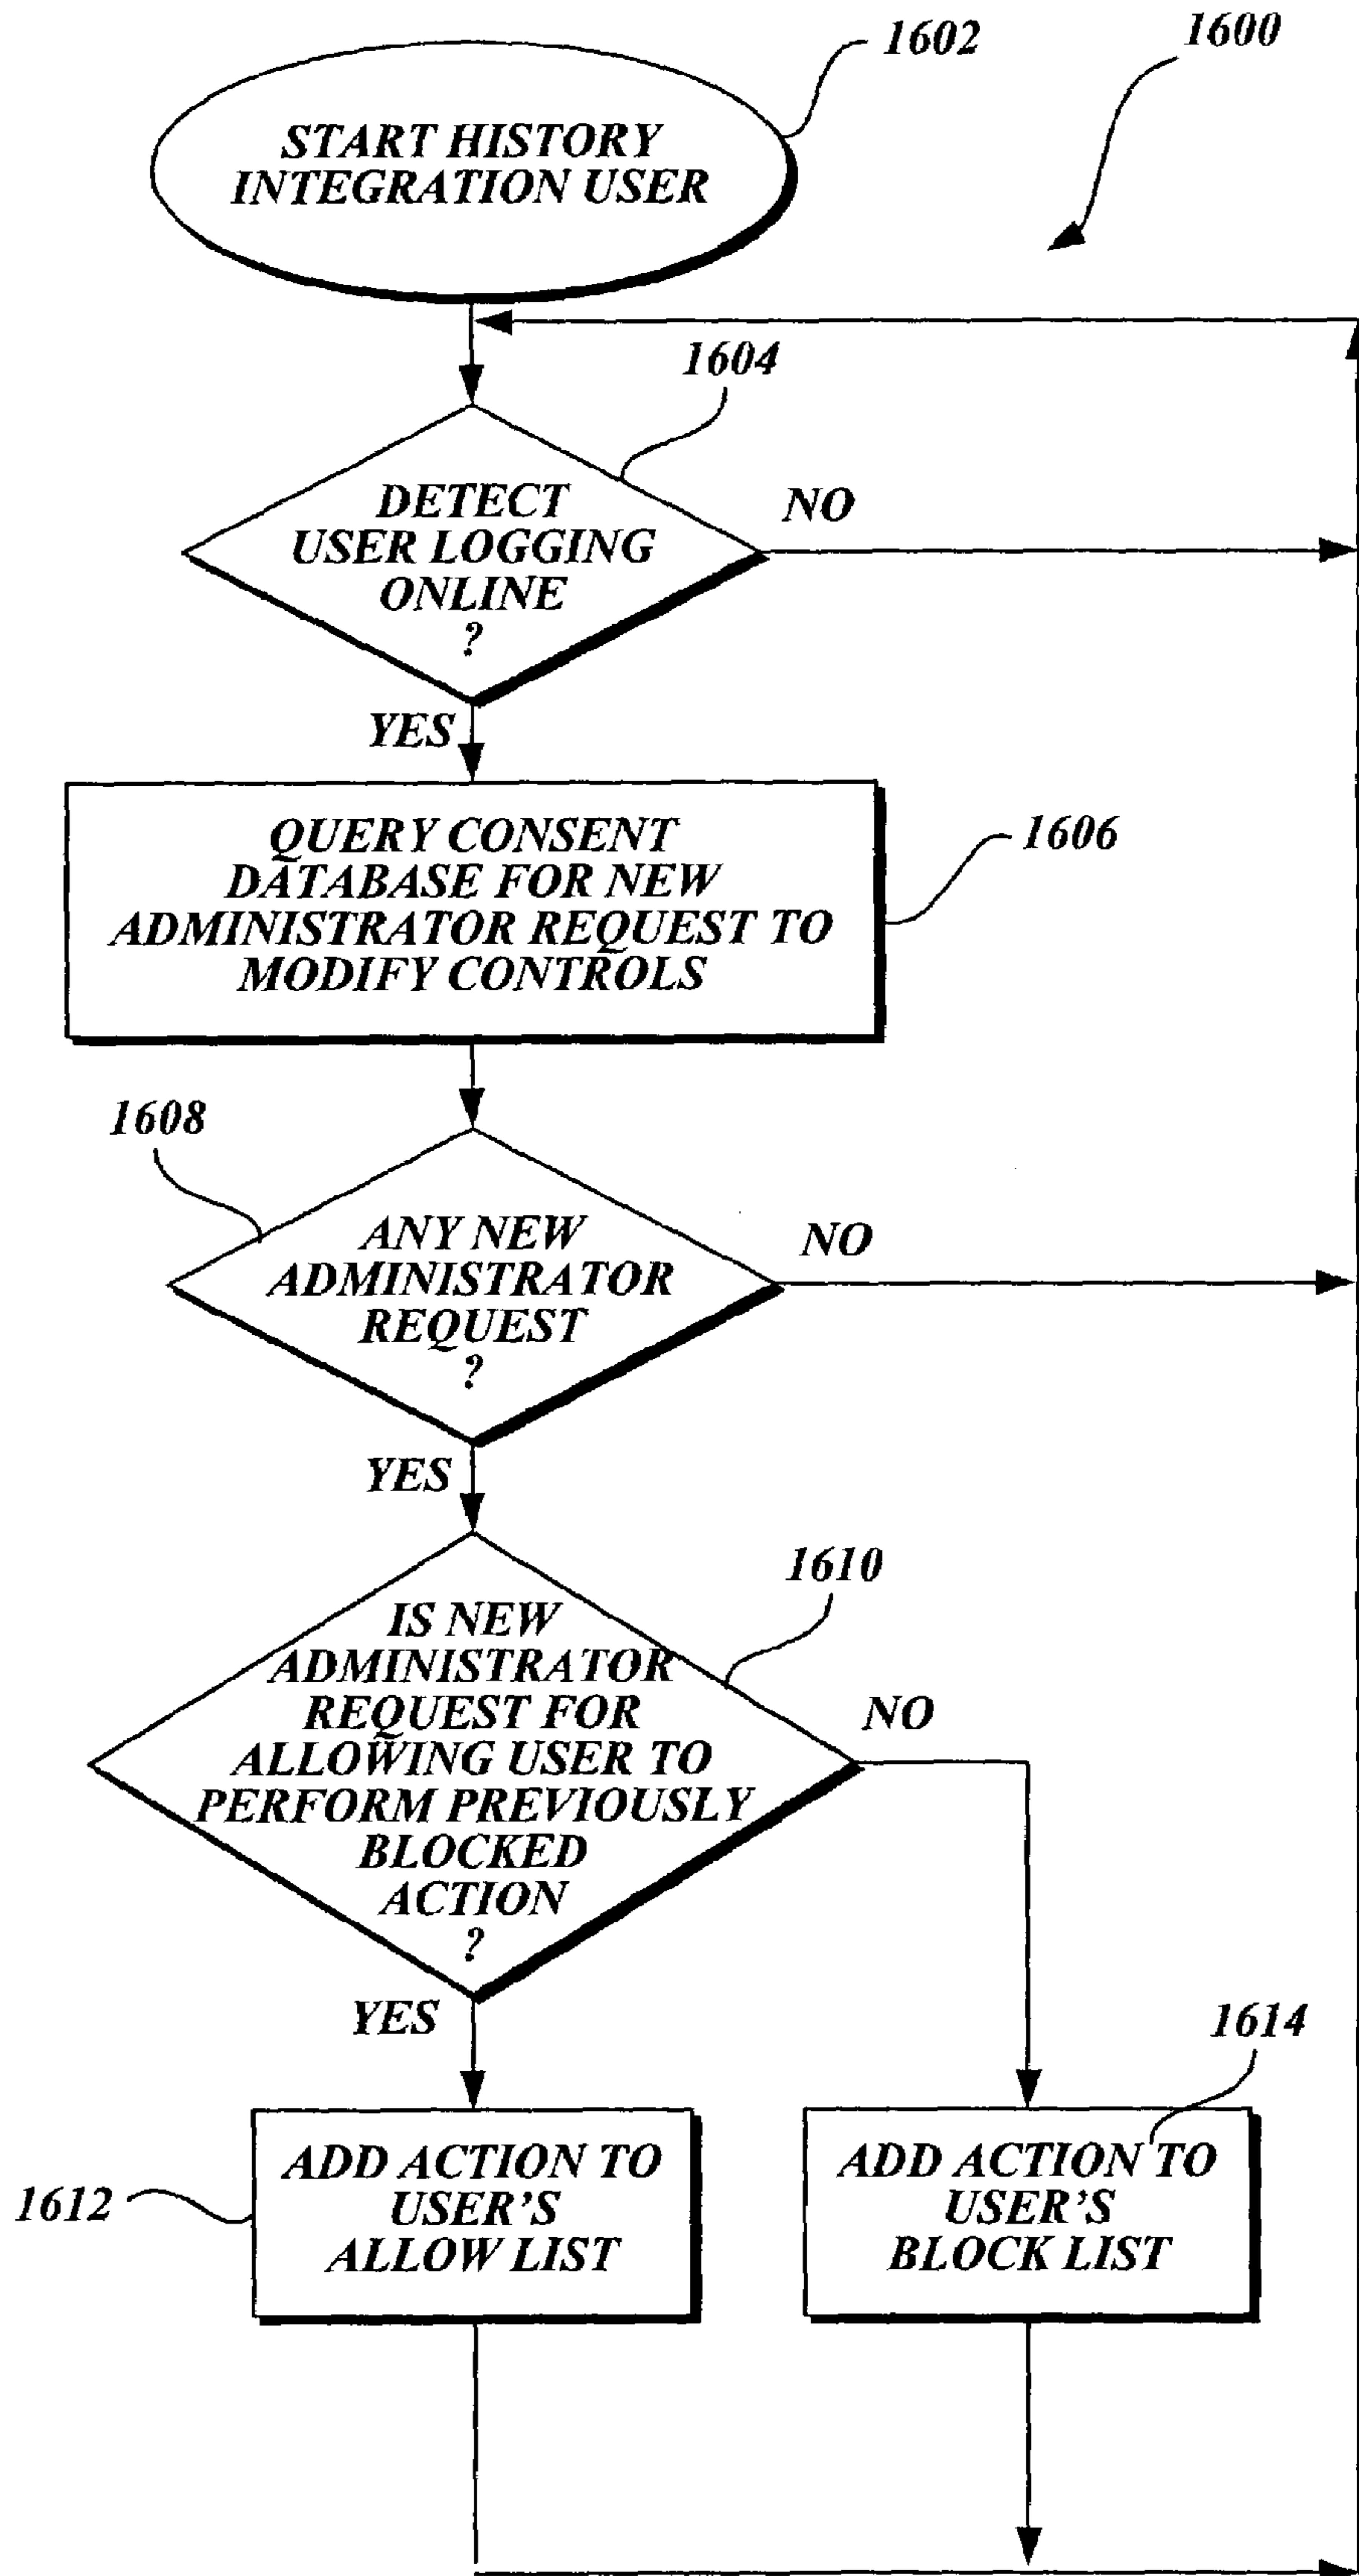 1602
1600
START HISTORY
INTEGRATION USER
1604
DETECT
USER LOGGING
ONLINE
?
NO
YES
QUERY CONSENT
DATABASE FOR NEW
ADMINISTRATOR REQUEST TO
MODIFY CONTROLS
1606
1608
ANY NEW
ADMINISTRATOR
REQUEST
?
NO
YES
1610
IS NEW
ADMINISTRATOR
REQUEST FOR
ALLOWING USER TO
PERFORM PREVIOUSLY
BLOCKED
ACTION
?
NO
YES
1614
1612
ADD ACTION TO
USER'S
ALLOW LIST
ADD ACTION TO
USER'S
BLOCK LIST